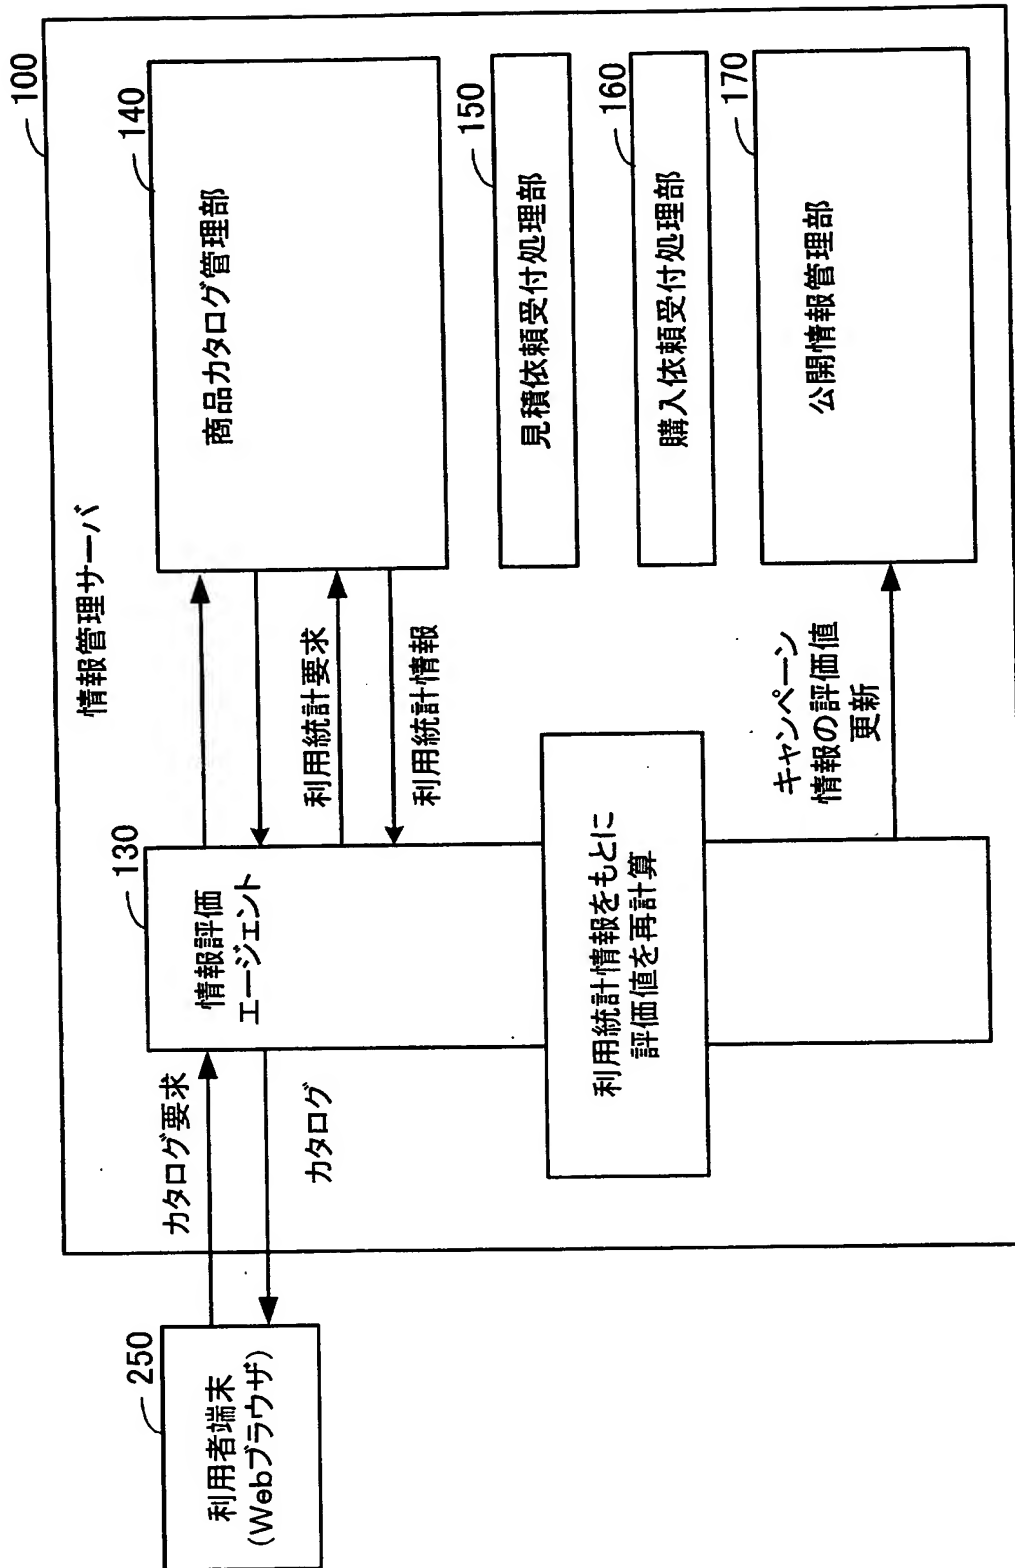 100
情報管理サーバ
250
利用者端末
(Webブラウザ)
カタログ要求
カタログ
130
情報評価
エージェント
利用統計要求
利用統計情報
140
商品カタログ管理部
150
見積依頼受付処理部
160
購入依頼受付処理部
利用統計情報をもとに
評価値を再計算
キャンペーン
情報の評価値
更新
170
公開情報管理部